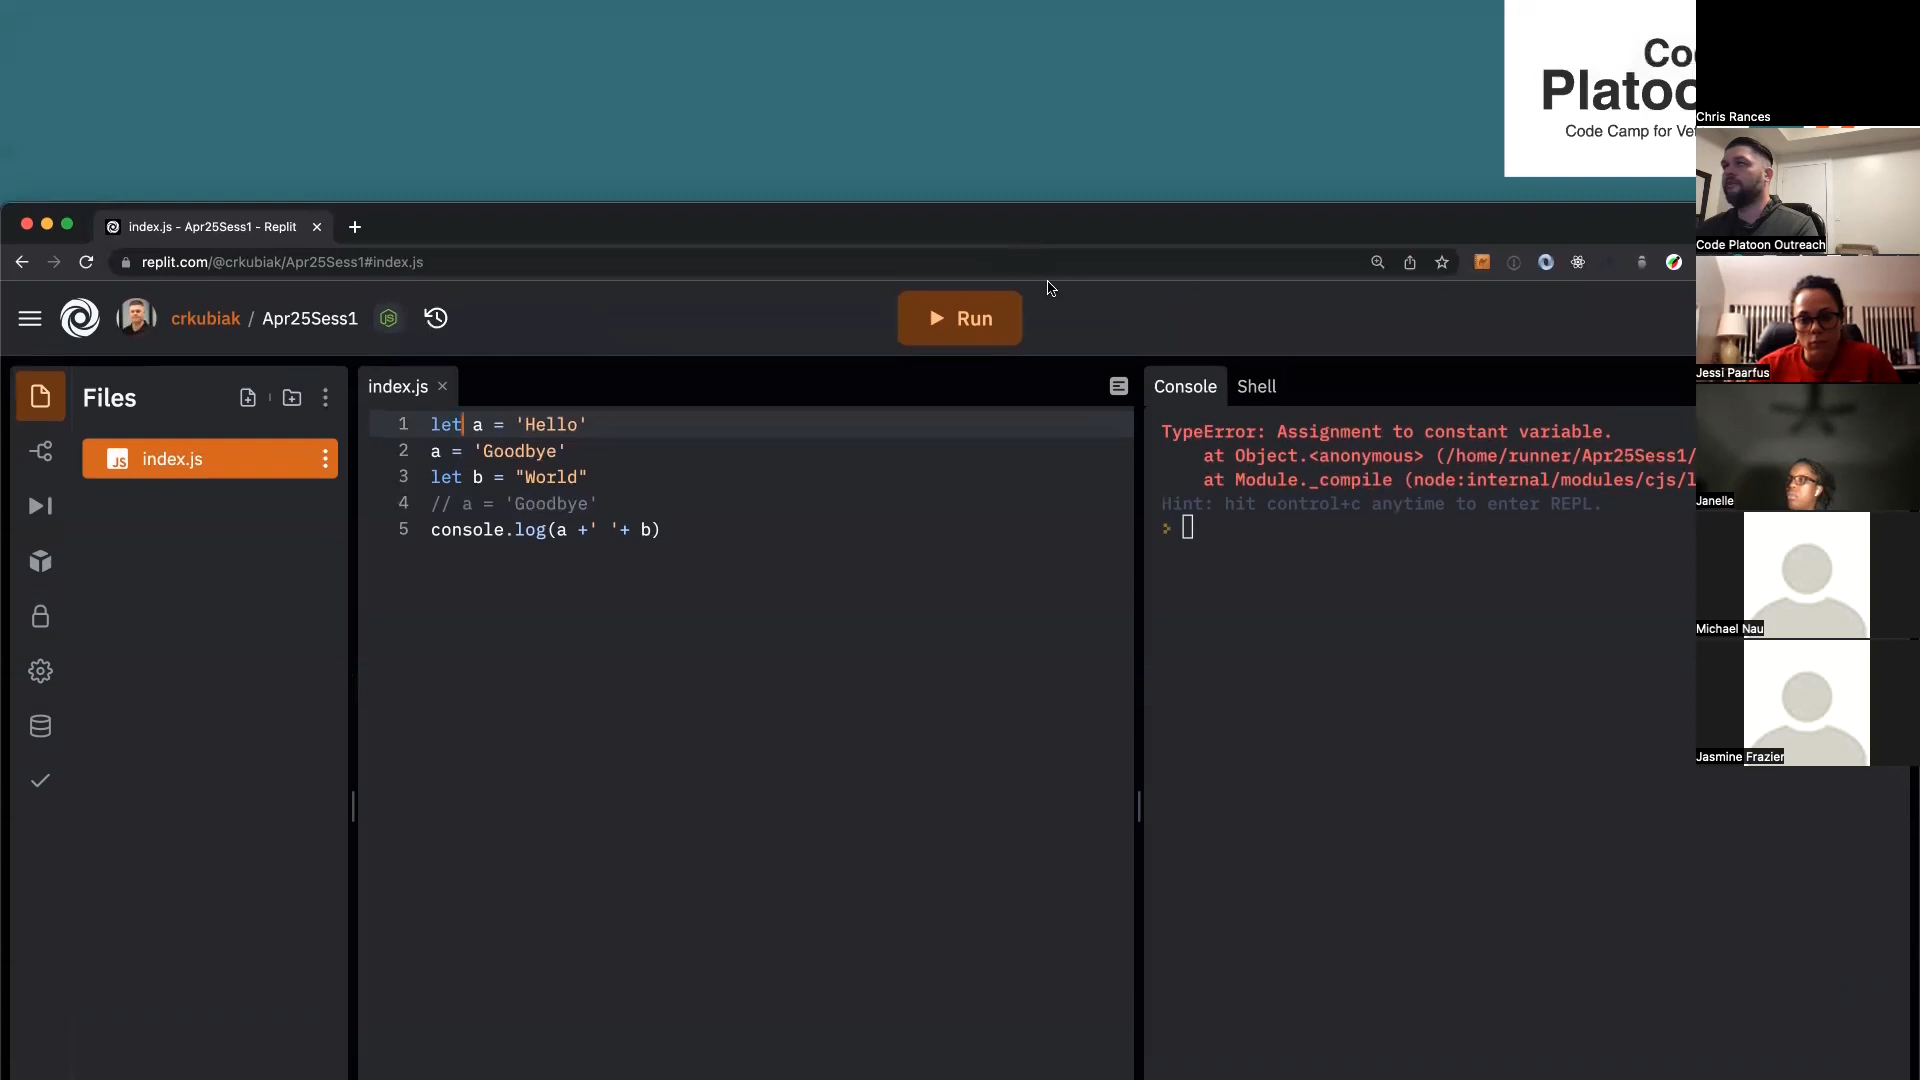 Co
Platoo
Code Camp for Vet
Chris Rances
Code Platoon Outreach
Jessi Paarfus
Janelle
Michael Nau
Jasmine Frazier
index.js - Apr25Sess1 - Replit
replit.com/@crkubiak/Apr25Sess1#index.js
crkubiak / Apr25Sess1
Run
Files
JS index.js
index.js
1 let a = 'Hello'
2 a = 'Goodbye'
3 let b = "World"
4 // a = 'Goodbye'
5 console.log(a +' '+ b)
Console Shell
TypeError: Assignment to constant variable.
at Object.<anonymous> (/home/runner/Apr25Sess1/
at Module._compile (node:internal/modules/cjs/l
Hint: hit control+c anytime to enter REPL.